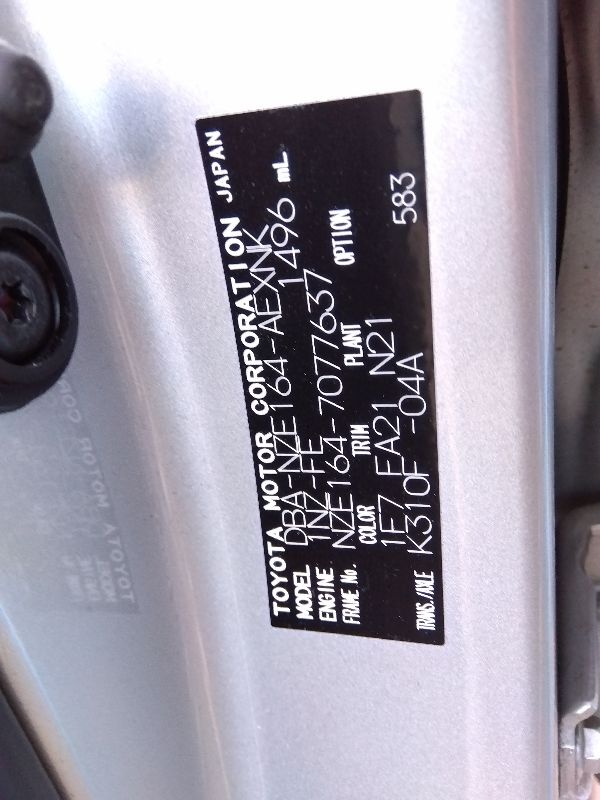 TOYOTA MOTOR CORPORATION JAPAN
MODEL DBA-NZE164-AEXNK
ENGINE 1NZ-FE 1496 mL
FRAME No. NZE164-7077637
COLOR TRIM PLANT OPTION
1E7 FA21 N21
TRANS./AXLE K310F -04A 583